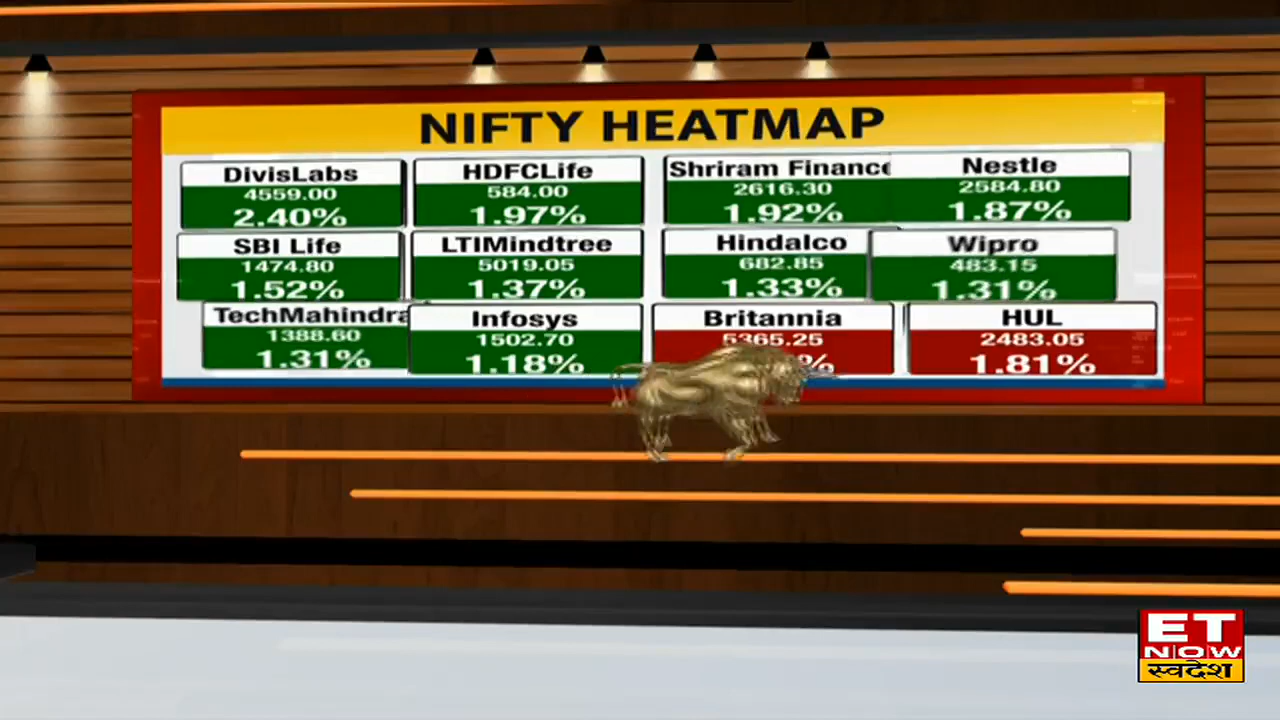 NIFTY HEATMAP
DivisLabs
4559.00
2.40%
HDFCLife
584.00
1.97%
Shriram Finance
2616.30
1.92%
Nestle
2584.80
1.87%
SBI Life
1474.80
1.52%
LTIMindtree
5019.05
1.37%
Hindalco
682.85
1.33%
Wipro
483.15
1.31%
TechMahindra
1388.60
1.31%
Infosys
1502.70
1.18%
Britannia
5365.25
%
HUL
2483.05
1.81%
ET
NOW
स्वदेश